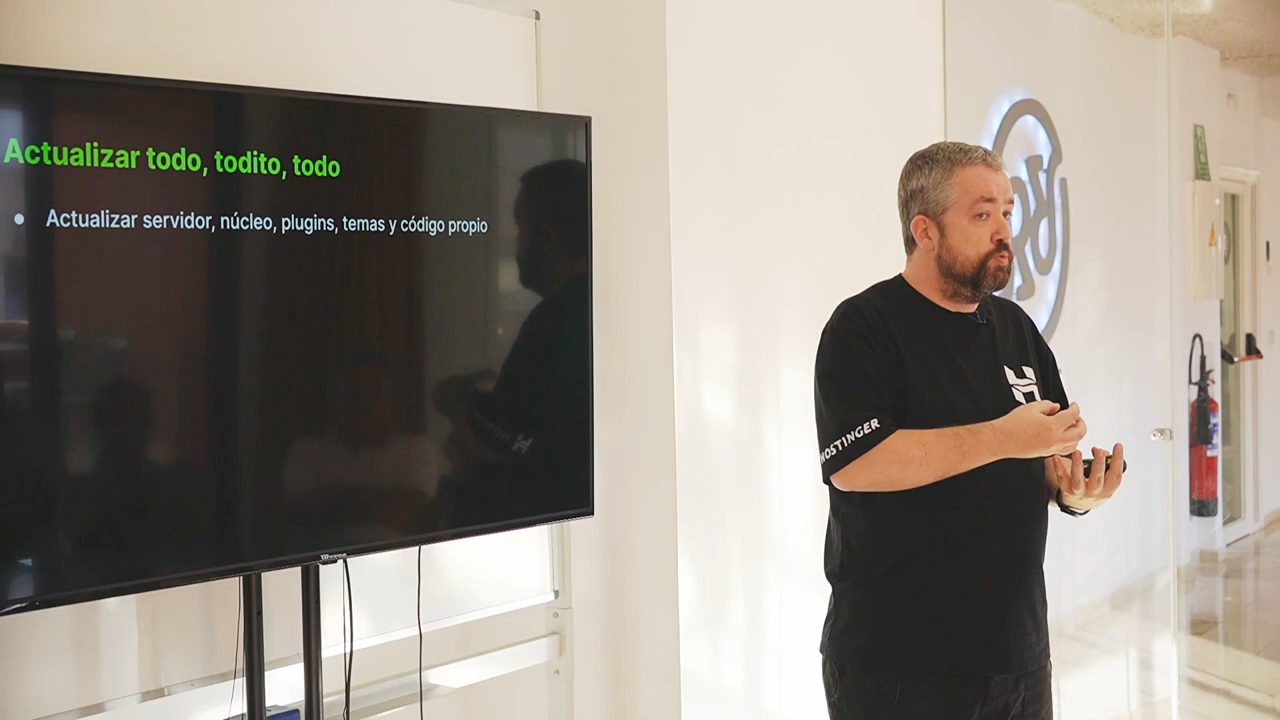 Actualizar todo, todito, todo
● Actualizar servidor, núcleo, plugins, temas y código propio
HOSTINGER
H